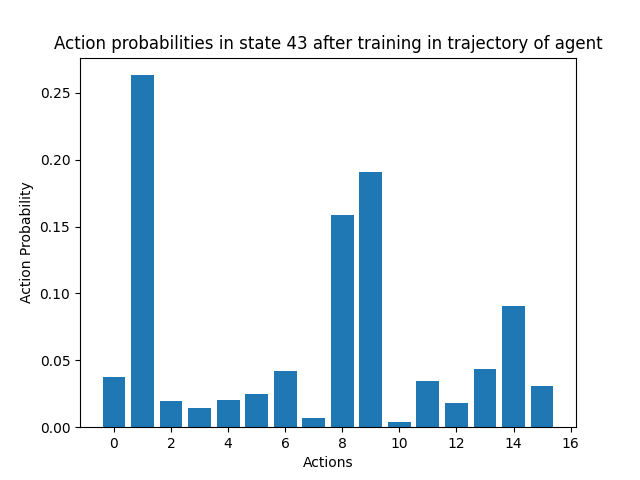 Action probabilities in state 43 after training in trajectory of agent
0.25
0.20
0.15
0.10
0.05
0.00
Action Probability
0 2 4 6 8 10 12 14 16
Actions